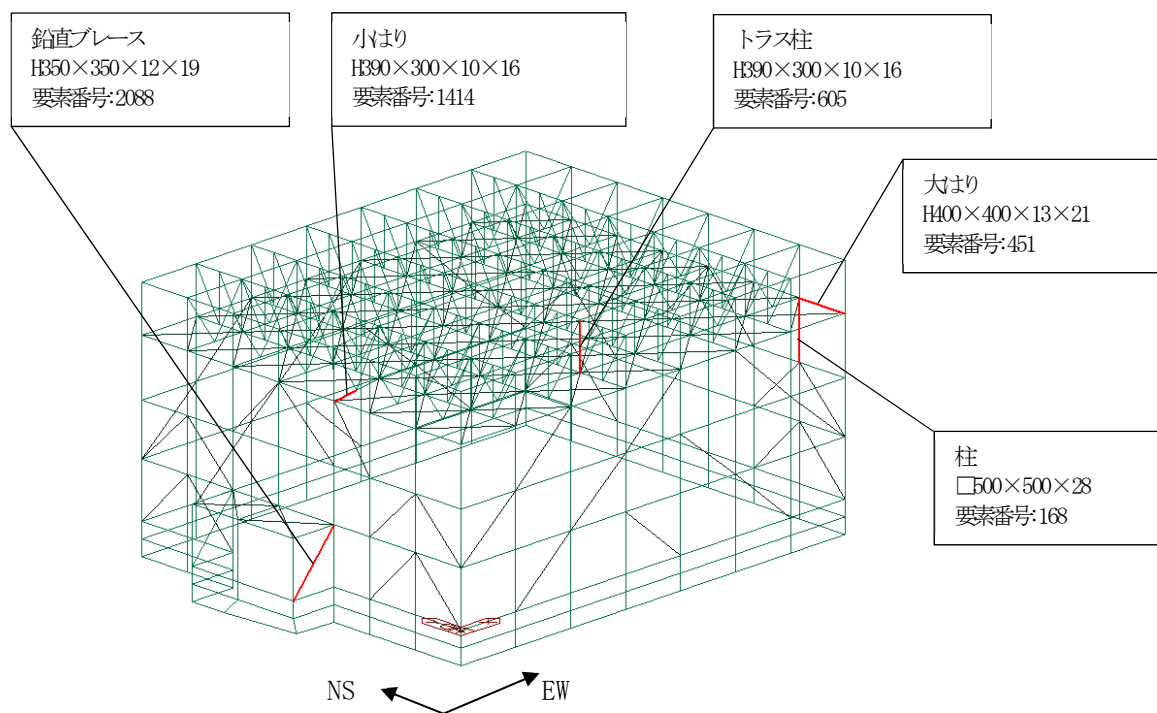 鉛直ブレース
H350×350×12×19
要素番号:2088
小はり
H390×300×10×16
要素番号:1414
トラス柱
H390×300×10×16
要素番号:605
大はり
H400×400×13×21
要素番号:451
柱
□500×500×28
要素番号:168
NS
EW